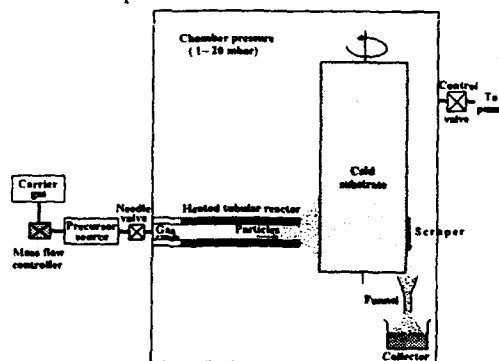 Chamber pressure
( 1– 20 mbar)
Control
valve
To
Cold
substrate
Carrier
gas
Needle
valve
Heated tubular reactor
Precursor
source
Gas
Particles
Scraper
Mass flow
controller
Funnel
Collector